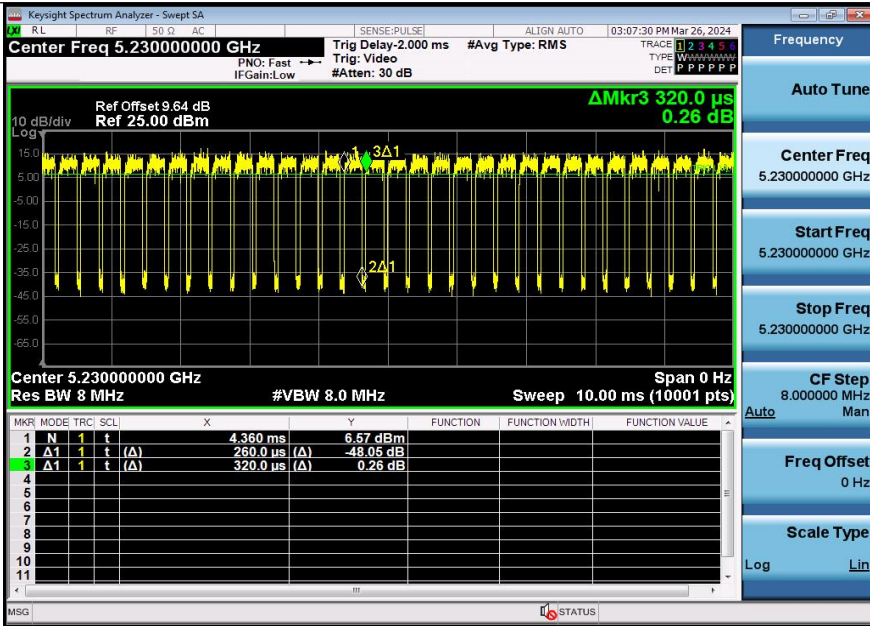 Keysight Spectrum Analyzer - Swept SA
LXI RL RF 50 Ω AC SENSE:PULSE ALIGN AUTO 03:07:30 PM Mar 26, 2024
Center Freq 5.230000000 GHz
PNO: Fast
IFGain:Low
Trig Delay-2.000 ms
Trig: Video
#Atten: 30 dB
#Avg Type: RMS
TRACE 1 2 3 4 5 6
TYPE WWWWWW
DET P P P P P P
ΔMkr3 320.0 µs
0.26 dB
Ref Offset 9.64 dB
10 dB/div Ref 25.00 dBm
Log
15.0
5.00
-5.00
-15.0
-25.0
-35.0
-45.0
-55.0
-65.0
1 3Δ1
2Δ1
Center 5.230000000 GHz Span 0 Hz
Res BW 8 MHz #VBW 8.0 MHz Sweep 10.00 ms (10001 pts)
MKR MODE TRC SCL X Y FUNCTION FUNCTION WIDTH FUNCTION VALUE
1 N 1 t 4.360 ms 6.57 dBm
2 Δ1 1 t (Δ) 260.0 µs (Δ) -48.05 dB
3 Δ1 1 t (Δ) 320.0 µs (Δ) 0.26 dB
4
5
6
7
8
9
10
11
MSG STATUS
Frequency
Auto Tune
Center Freq
5.230000000 GHz
Start Freq
5.230000000 GHz
Stop Freq
5.230000000 GHz
CF Step
8.000000 MHz
Auto Man
Freq Offset
0 Hz
Scale Type
Log Lin